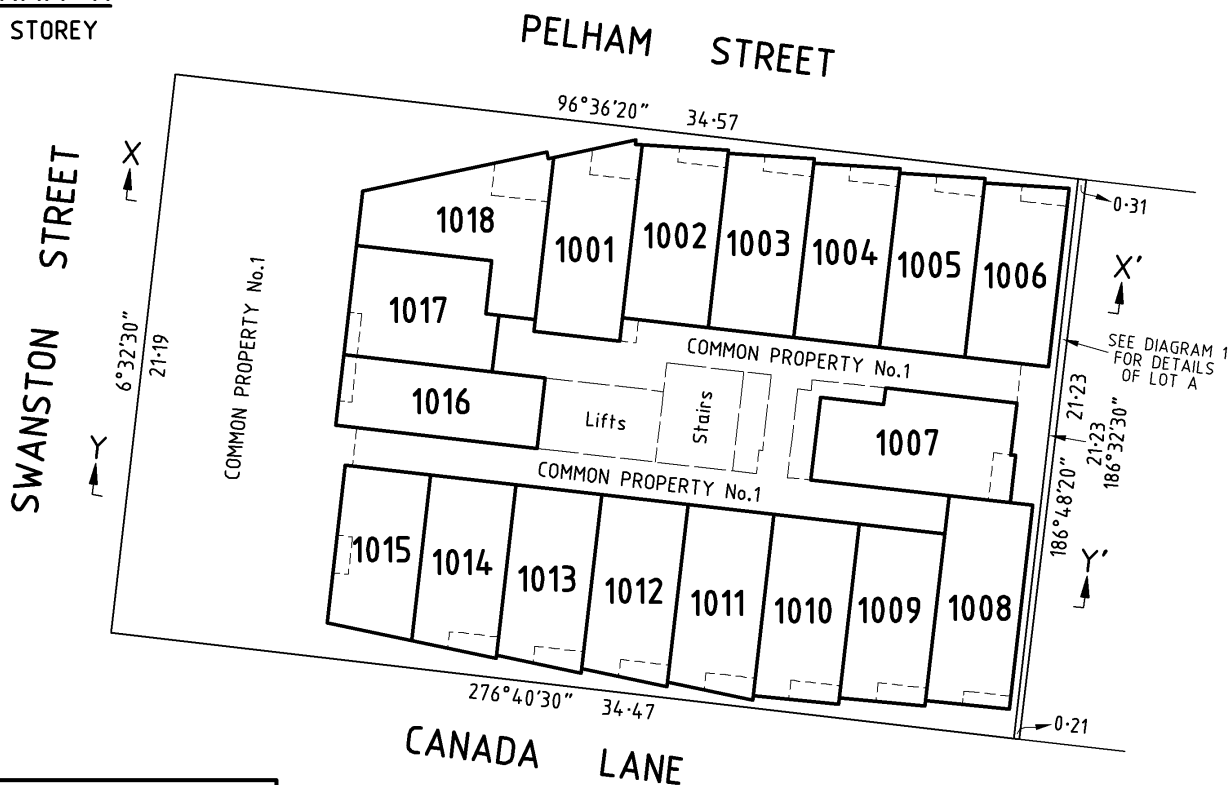 STOREY
PELHAM STREET
96°36'20" 34·57
SWANSTON STREET
X
0·31
1018
1001
1002
1003
1004
1005
1006
X'
1017
COMMON PROPERTY No.1
6°32'30"
21·19
COMMON PROPERTY No.1
SEE DIAGRAM 1
FOR DETAILS
OF LOT A
1016
Lifts
Stairs
1007
21·23
21·23
186°32'30"
186°48'20"
Y
COMMON PROPERTY No.1
1015
1014
1013
1012
1011
1010
1009
1008
Y'
276°40'30" 34·47
0·21
CANADA LANE